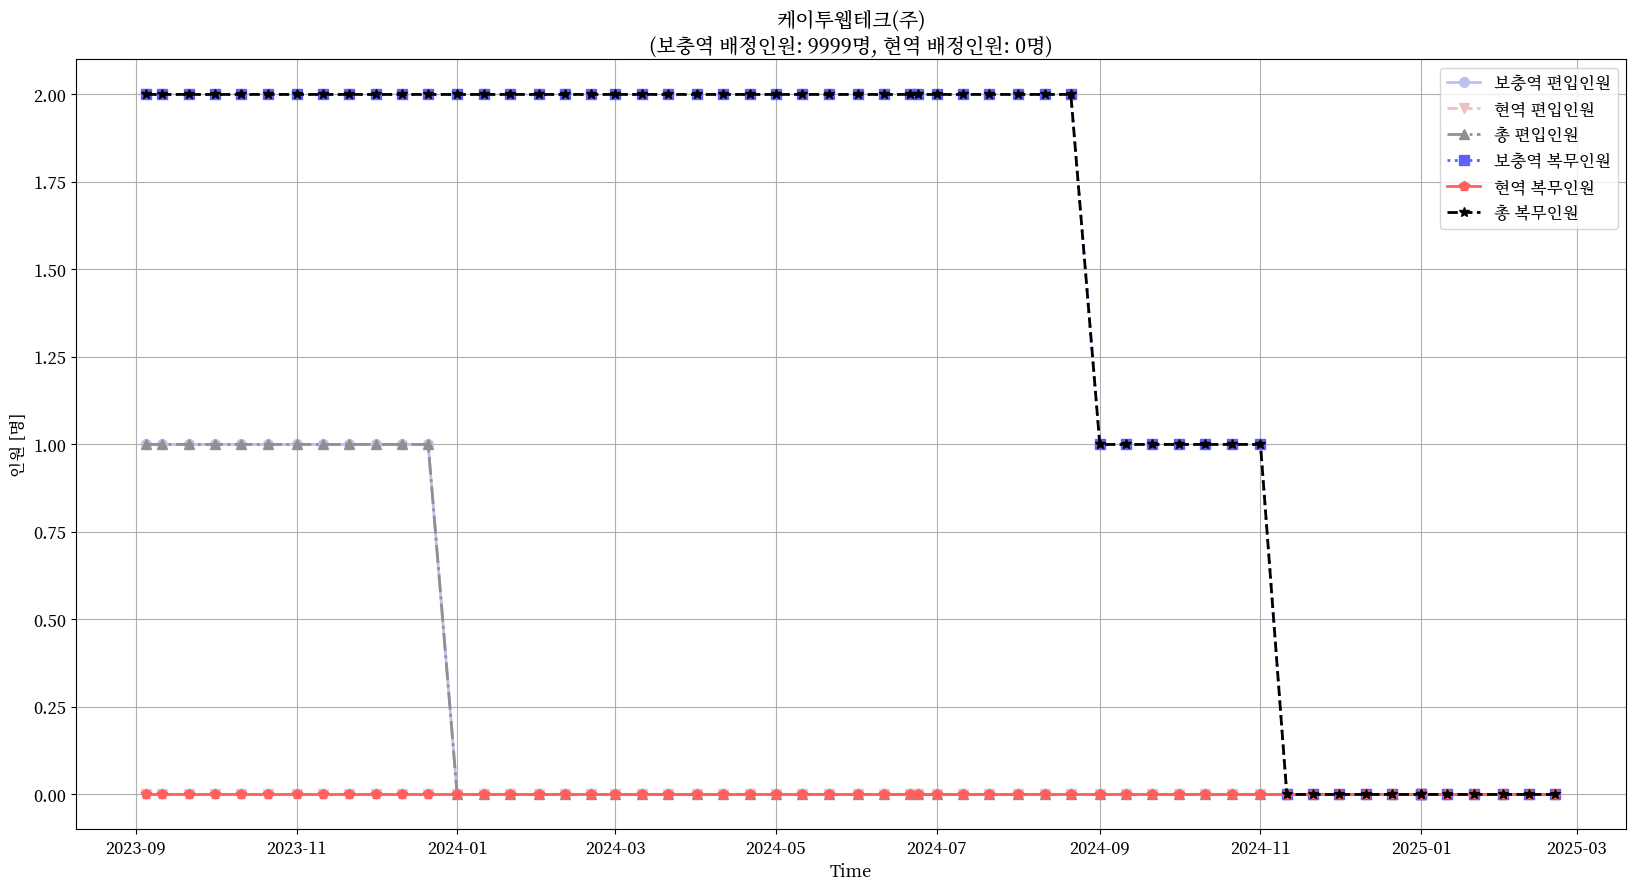 케이투웹테크(주)
(보충역 배정인원: 9999명, 현역 배정인원: 0명)
보충역 편입인원
현역 편입인원
총 편입인원
보충역 복무인원
현역 복무인원
총 복무인원
인원 [명]
2.00
1.75
1.50
1.25
1.00
0.75
0.50
0.25
0.00
2023-09 2023-11 2024-01 2024-03 2024-05 2024-07 2024-09 2024-11 2025-01 2025-03
Time